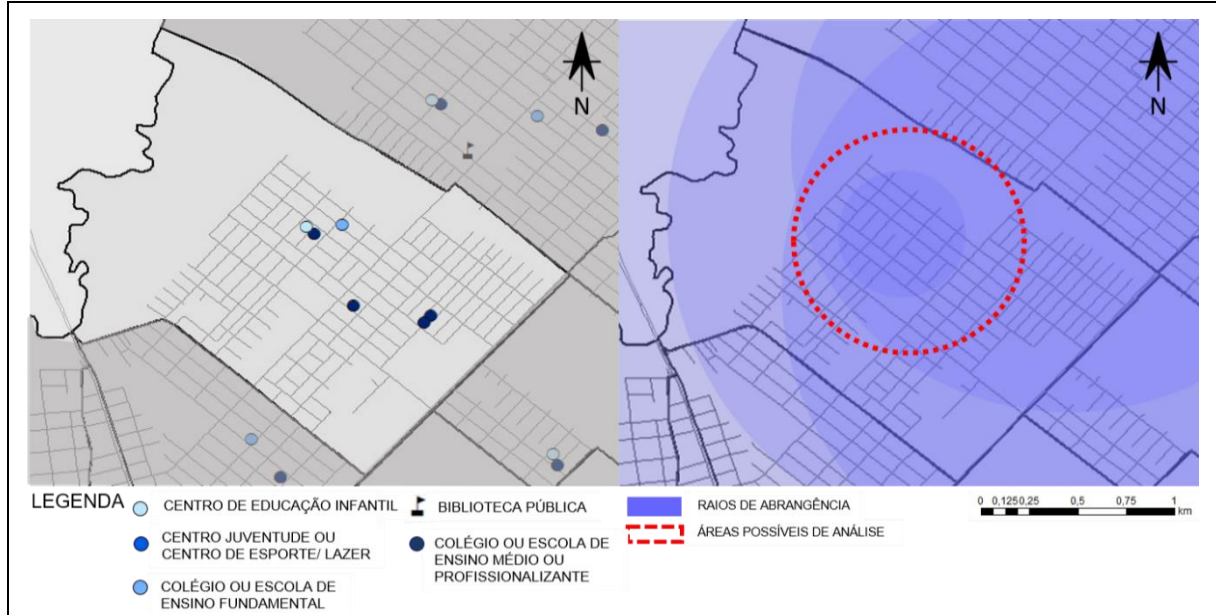 N
N
LEGENDA
CENTRO DE EDUCAÇÃO INFANTIL
CENTRO JUVENTUDE OU
CENTRO DE ESPORTE/ LAZER
COLÉGIO OU ESCOLA DE
ENSINO FUNDAMENTAL
BIBLIOTECA PÚBLICA
COLÉGIO OU ESCOLA DE
ENSINO MÉDIO OU
PROFISSIONALIZANTE
RAIOS DE ABRANGÊNCIA
ÁREAS POSSÍVEIS DE ANÁLISE
0 0,125 0,25 0,5 0,75 1
km